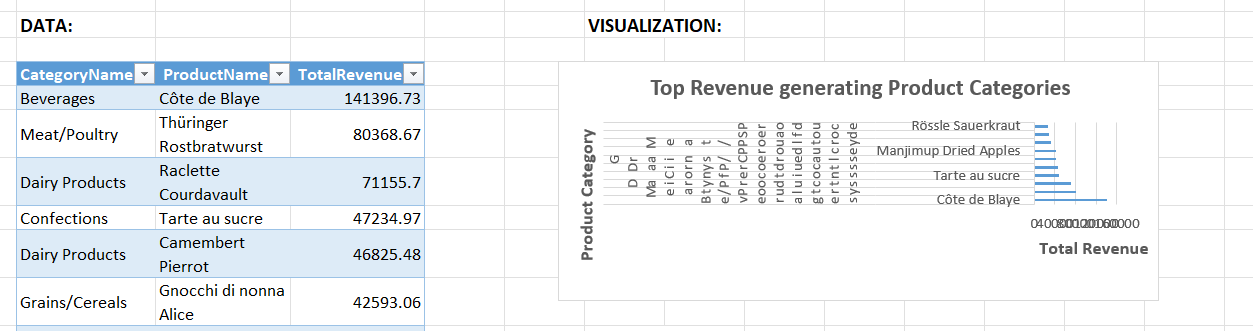 DATA:
VISUALIZATION:
CategoryName ProductName TotalRevenue
Beverages Côte de Blaye 141396.73
Meat/Poultry Thüringer Rostbratwurst 80368.67
Dairy Products Raclette Courdavault 71155.7
Confections Tarte au sucre 47234.97
Dairy Products Camembert Pierrot 46825.48
Grains/Cereals Gnocchi di nonna Alice 42593.06
Top Revenue generating Product Categories
Product Category
Rössle Sauerkraut
Manjimup Dried Apples
Tarte au sucre
Côte de Blaye
Total Revenue